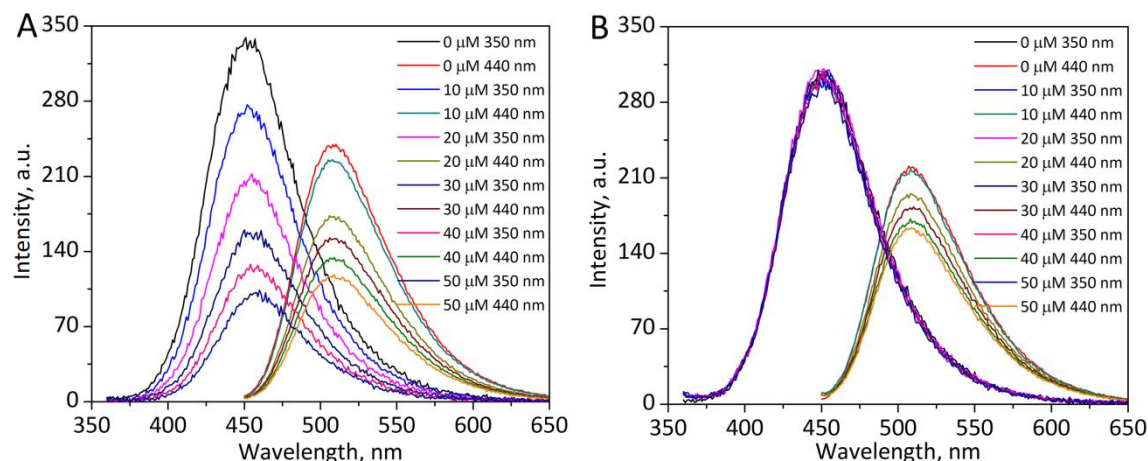 A
Intensity, a.u.
350
280
210
140
70
0
350 400 450 500 550 600 650
Wavelength, nm
0 μM 350 nm
0 μM 440 nm
10 μM 350 nm
10 μM 440 nm
20 μM 350 nm
20 μM 440 nm
30 μM 350 nm
30 μM 440 nm
40 μM 350 nm
40 μM 440 nm
50 μM 350 nm
50 μM 440 nm
B
Intensity, a.u.
350
280
210
140
70
0
350 400 450 500 550 600 650
Wavelength, nm
0 μM 350 nm
0 μM 440 nm
10 μM 350 nm
10 μM 440 nm
20 μM 350 nm
20 μM 440 nm
30 μM 350 nm
30 μM 440 nm
40 μM 350 nm
40 μM 440 nm
50 μM 350 nm
50 μM 440 nm